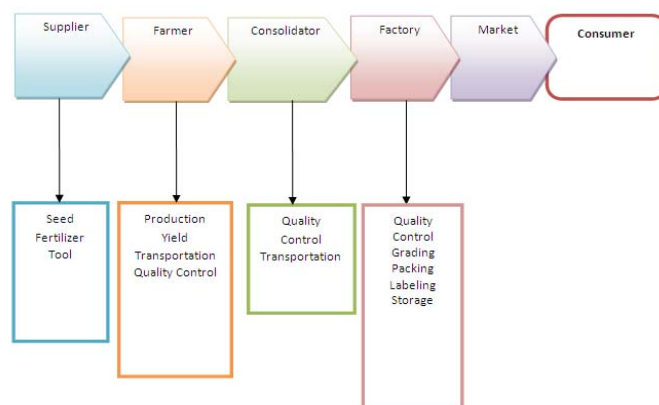 Supplier
Farmer
Consolidator
Factory
Market
Consumer
Seed
Fertilizer
Tool
Production
Yield
Transportation
Quality Control
Quality
Control
Transportation
Quality
Control
Grading
Packing
Labeling
Storage